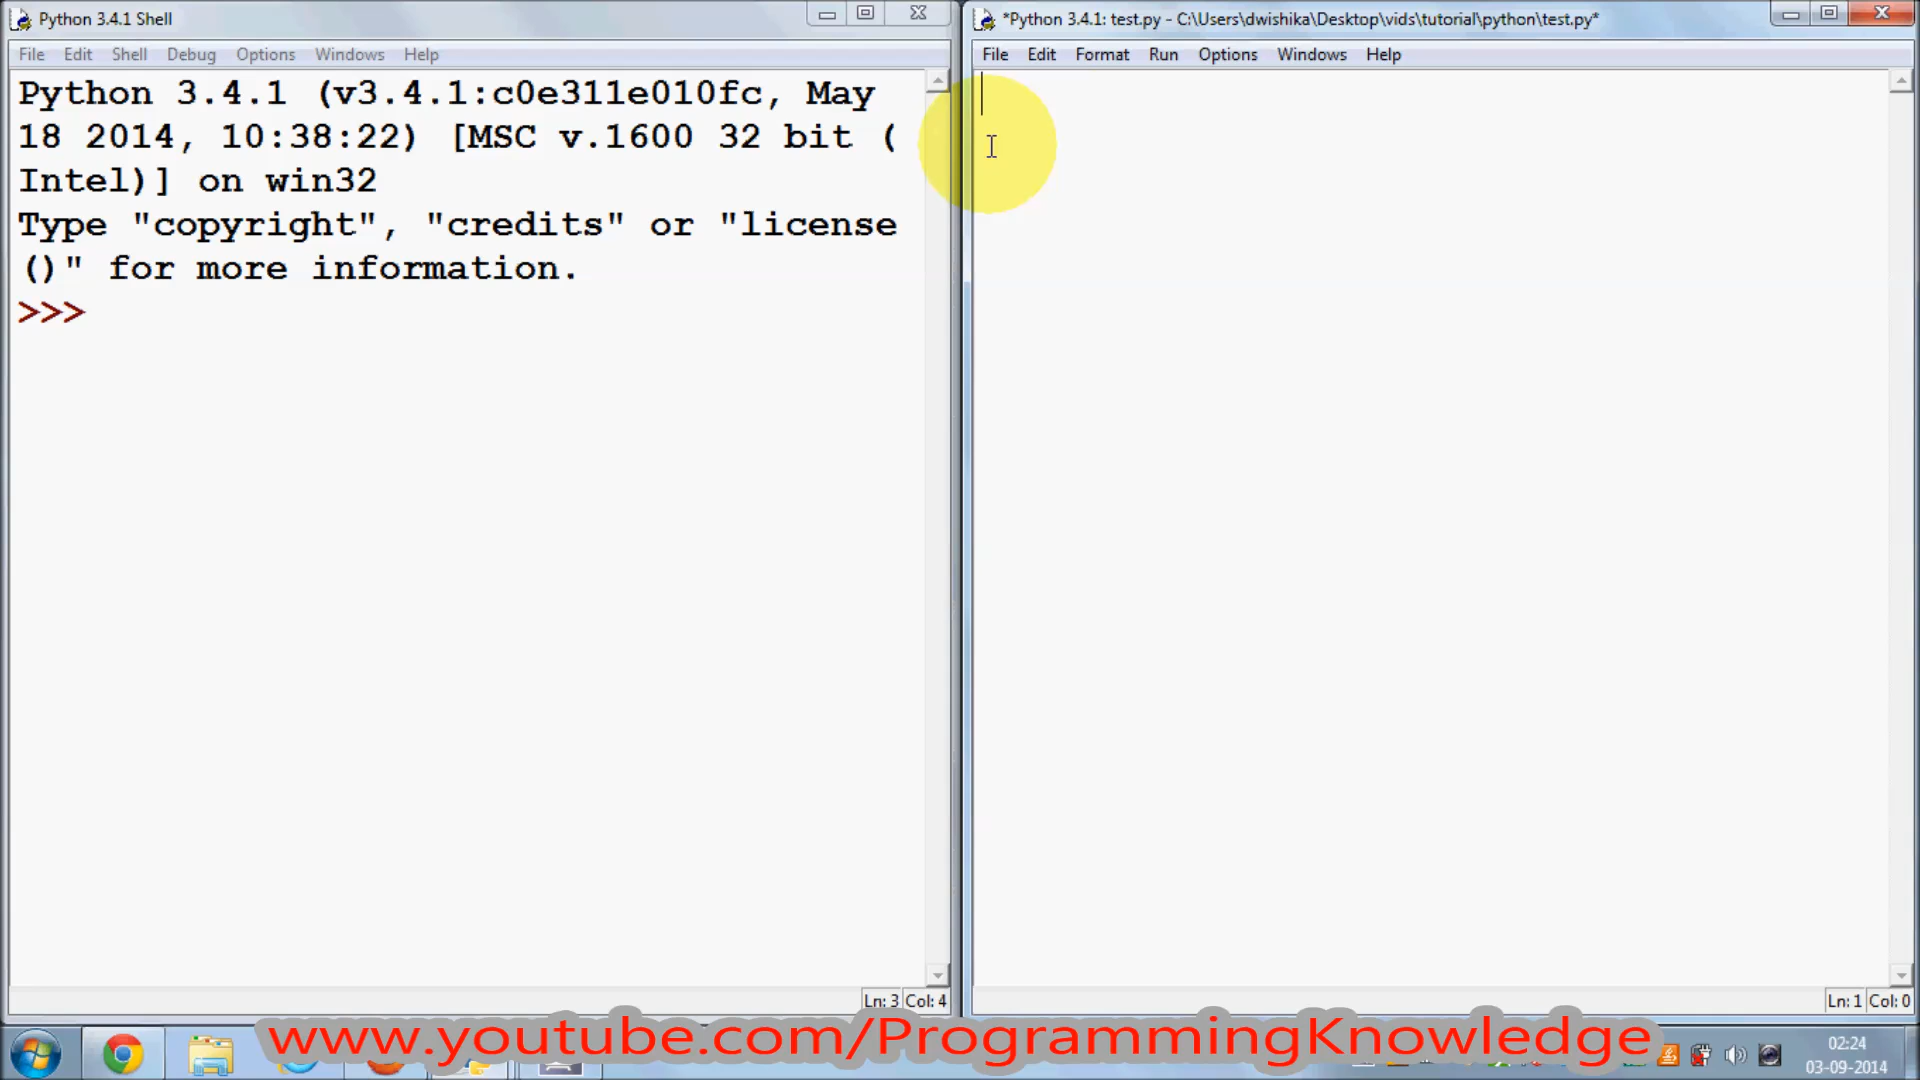 Python 3.4.1 Shell
File Edit Shell Debug Options Windows Help
Python 3.4.1 (v3.4.1:c0e311e010fc, May
18 2014, 10:38:22) [MSC v.1600 32 bit (
Intel)] on win32
Type "copyright", "credits" or "license
()" for more information.
>>>
Ln: 3 Col: 4
*Python 3.4.1: test.py - C:\Users\dwishika\Desktop\vids\tutorial\python\test.py*
File Edit Format Run Options Windows Help
Ln: 1 Col: 0
www.youtube.com/ProgrammingKnowledge
02:24
03-09-2014